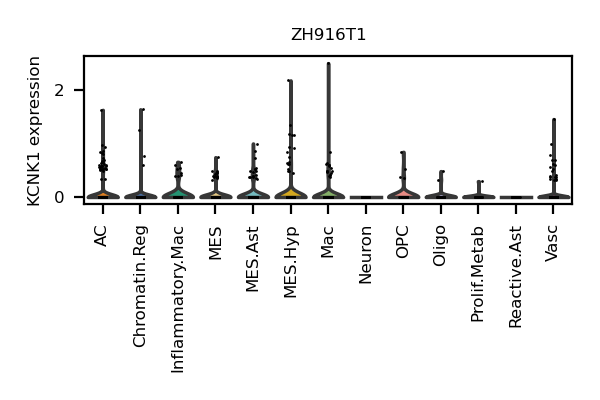 ZH916T1
KCNK1 expression
2
0
AC
Chromatin.Reg
Inflammatory.Mac
MES
MES.Ast
MES.Hyp
Mac
Neuron
OPC
Oligo
Prolif.Metab
Reactive.Ast
Vasc